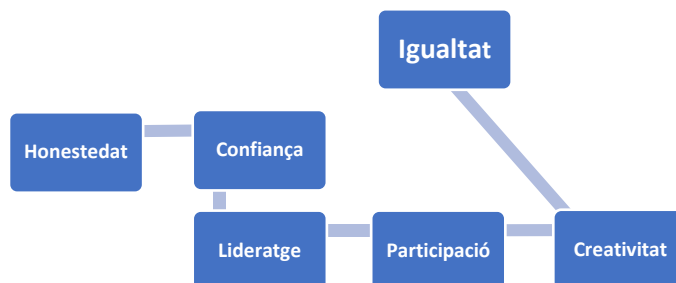 Igualtat
Honestedat
Confiança
Lideratge
Participació
Creativitat